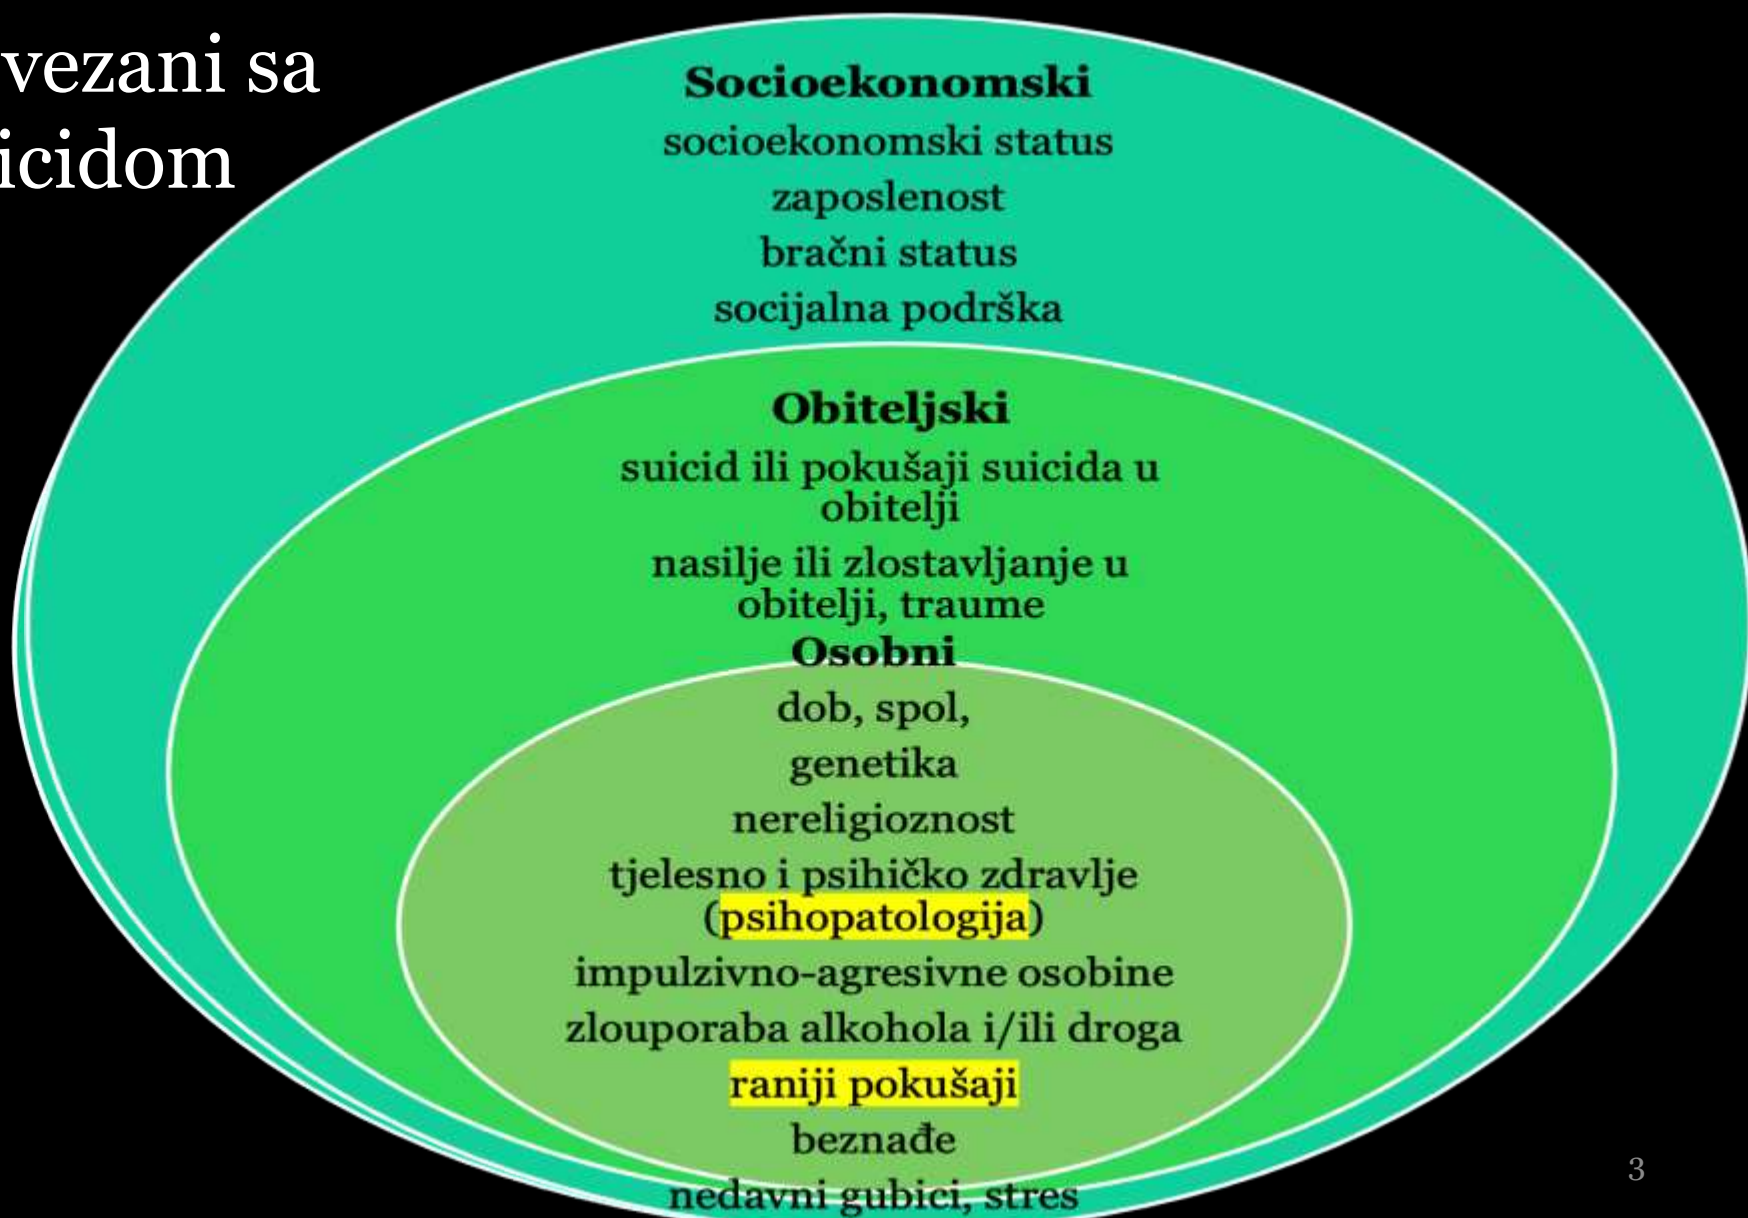 vezani sa
icidom
Socioekonomski
socioekonomski status
zaposlenost
bračni status
socijalna podrška
Obiteljski
suicid ili pokušaji suicida u
obitelji
nasilje ili zlostavljanje u
obitelji, traume
Osobni
dob, spol,
genetika
nereligioznost
tjelesno i psihičko zdravlje
(psihopatologija)
impulzivno-agresivne osobine
zlouporaba alkohola i/ili droga
raniji pokušaji
beznađe
nedavni gubici, stres
3